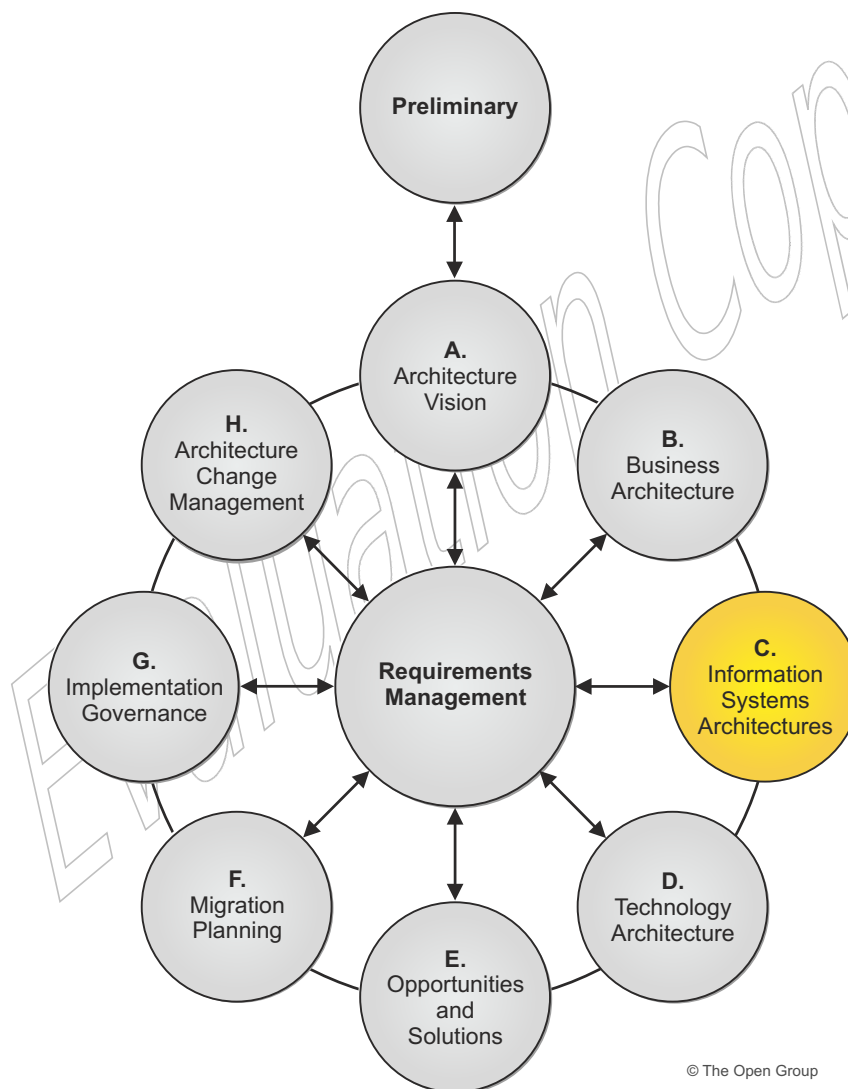 Preliminary
A.
Architecture
Vision
H.
Architecture
Change
Management
B.
Business
Architecture
G.
Implementation
Governance
Requirements
Management
C.
Information
Systems
Architectures
F.
Migration
Planning
D.
Technology
Architecture
E.
Opportunities
and
Solutions
© The Open Group
Evaluation Cop